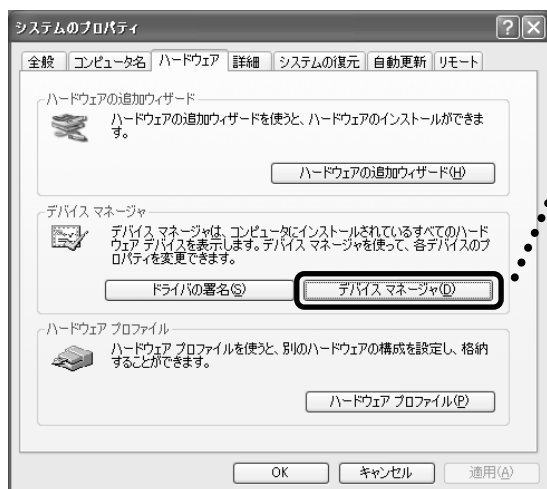 システムのプロパティ
全般 コンピュータ名 ハードウェア 詳細 システムの復元 自動更新 リモート
ハードウェアの追加ウィザード
ハードウェアの追加ウィザードを使うと、ハードウェアのインストールができま
す。
ハードウェアの追加ウィザード(H)
デバイス マネージャ
デバイス マネージャは、コンピュータにインストールされているすべてのハード
ウェア デバイスを表示します。デバイス マネージャを使って、各デバイスのプ
ロパティを変更できます。
ドライバの署名(S) デバイス マネージャ(D)
ハードウェア プロファイル
ハードウェア プロファイルを使うと、別のハードウェアの構成を設定し、格納
することができます。
ハードウェア プロファイル(P)
OK キャンセル 適用(A)